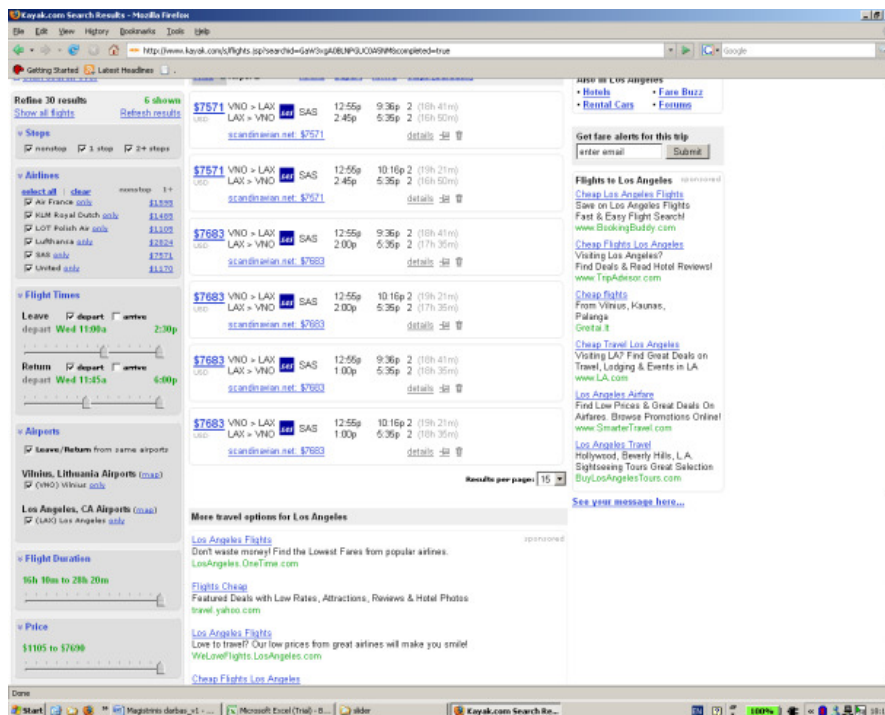 Kayak.com Search Results - Mozilla Firefox
File Edit View History Bookmarks Tools Help
Google
Getting Started Latest Headlines
Refine 30 results 6 shown
Show all flights Refresh results
Stops
nonstop 1 stop 2+ stops
Airlines
select all | clear nonstop 1+
Air France only $1595
KLM Royal Dutch only $1485
LOT Polish Air only $1105
Lufthansa only $2824
SAS only $7571
United only $1170
Flight Times
Leave depart arrive
depart Wed 11:00a 2:30p
Return depart arrive
depart Wed 11:45a 6:00p
Airports
Leave/Return from same airports
Vilnius, Lithuania Airports (map)
(VNO) Vilnius only
Los Angeles, CA Airports (map)
(LAX) Los Angeles only
Flight Duration
16h 10m to 28h 20m
Price
$1105 to $7690
$7571 VNO > LAX sas SAS 12:55p 9:36p 2 (18h 41m)
USD LAX > VNO 2:45p 5:35p 2 (16h 50m)
scandinavian.net: $7571 details
$7571 VNO > LAX sas SAS 12:55p 10:16p 2 (19h 21m)
USD LAX > VNO 2:45p 5:35p 2 (16h 50m)
scandinavian.net: $7571 details
$7683 VNO > LAX sas SAS 12:55p 9:36p 2 (18h 41m)
USD LAX > VNO 2:00p 5:35p 2 (17h 35m)
scandinavian.net: $7683 details
$7683 VNO > LAX sas SAS 12:55p 10:16p 2 (19h 21m)
USD LAX > VNO 2:00p 5:35p 2 (17h 35m)
scandinavian.net: $7683 details
$7683 VNO > LAX sas SAS 12:55p 9:36p 2 (18h 41m)
USD LAX > VNO 1:00p 5:35p 2 (18h 35m)
scandinavian.net: $7683 details
$7683 VNO > LAX sas SAS 12:55p 10:16p 2 (19h 21m)
USD LAX > VNO 1:00p 5:35p 2 (18h 35m)
scandinavian.net: $7683 details
Results per page: 15
More travel options for Los Angeles
Los Angeles Flights sponsored
Don't waste money! Find the Lowest Fares from popular airlines.
LosAngeles.OneTime.com
Flights Cheap
Featured Deals with Low Rates, Attractions, Reviews & Hotel Photos
travel.yahoo.com
Los Angeles Flights
Love to travel? Our low prices from great airlines will make you smile!
WeLoveFlights.LosAngeles.com
Cheap Flights Los Angeles
Also in Los Angeles
• Hotels • Fare Buzz
• Rental Cars • Forums
Get fare alerts for this trip
enter email Submit
Flights to Los Angeles sponsored
Cheap Los Angeles Flights
Save on Los Angeles Flights
Fast & Easy Flight Search!
www.BookingBuddy.com
Cheap Flights Los Angeles
Visiting Los Angeles?
Find Deals & Read Hotel Reviews!
www.TripAdvisor.com
Cheap flights
From Vilnius, Kaunas,
Palanga
Greitai.lt
Cheap Travel Los Angeles
Visiting LA? Find Great Deals on
Travel, Lodging & Events in LA
www.LA.com
Los Angeles Airfare
Find Low Prices & Great Deals On
Airfares. Browse Promotions Online!
www.SmarterTravel.com
Los Angeles Travel
Hollywood, Beverly Hills, L.A.
Sightseeing Tours Great Selection
BuyLosAngelesTours.com
See your message here...
Done
Start Magistrinis darbas_v1 - ... Microsoft Excel (Trial) - B... slider Kayak.com Search Re... EN 100%